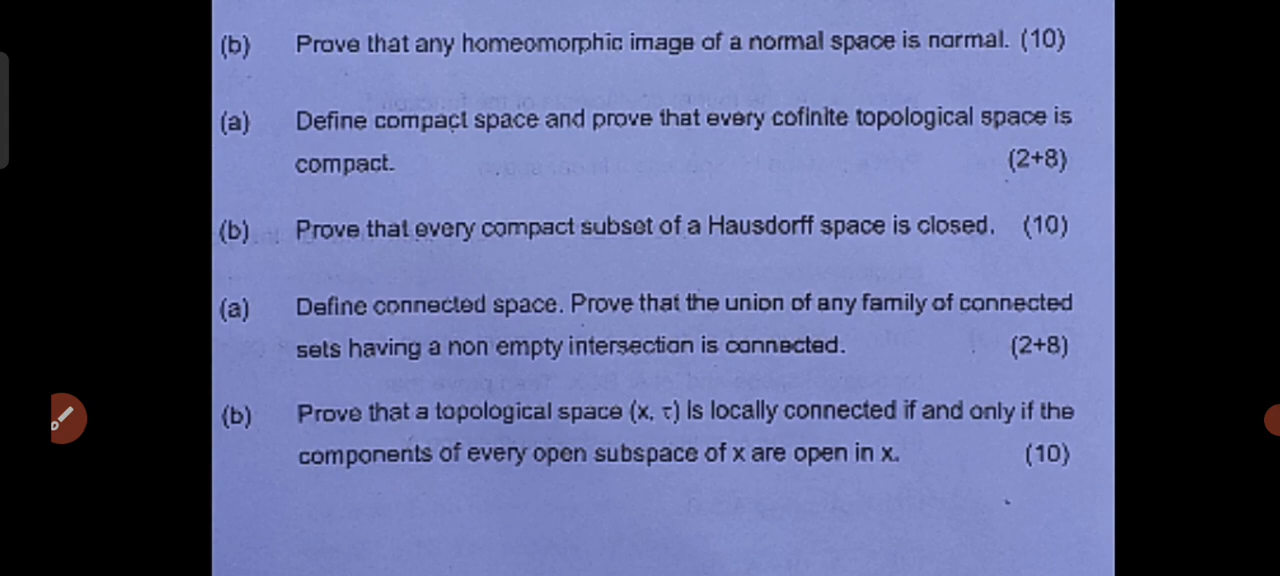 (b) Prove that any homeomorphic image of a normal space is normal. (10)
(a) Define compact space and prove that every cofinite topological space is
compact. (2+8)
(b) Prove that every compact subset of a Hausdorff space is closed. (10)
(a) Define connected space. Prove that the union of any family of connected
sets having a non empty intersection is connected. (2+8)
(b) Prove that a topological space (x, τ) is locally connected if and only if the
components of every open subspace of x are open in x. (10)